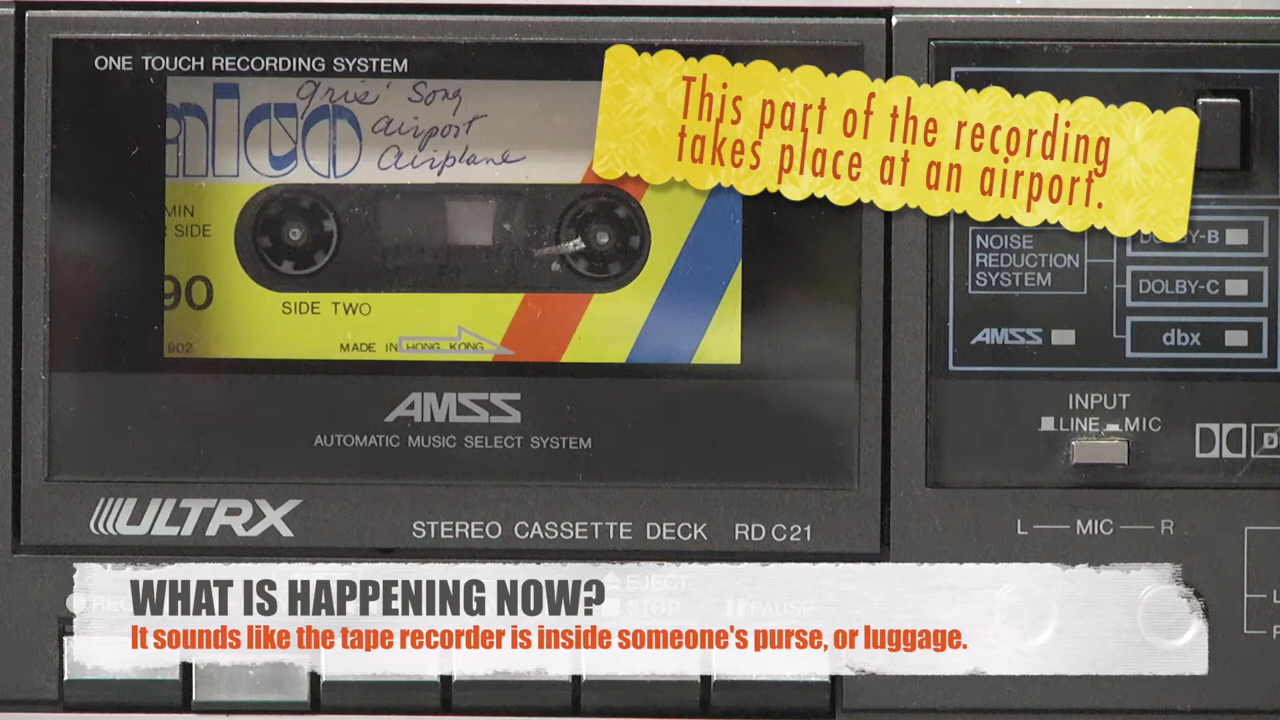 ONE TOUCH RECORDING SYSTEM
Song
Airport
Airplane
This part of the recording
takes place at an airport.
MIN
SIDE
90
SIDE TWO
902
MADE IN HONG KONG
AMSS
AUTOMATIC MUSIC SELECT SYSTEM
ULTRX
STEREO CASSETTE DECK RD C21
NOISE
REDUCTION
SYSTEM
DOLBY-B
DOLBY-C
AMSS
dbx
INPUT
LINE MIC
L MIC R
EJECT
STOP
PAUSE
WHAT IS HAPPENING NOW?
It sounds like the tape recorder is inside someone's purse, or luggage.